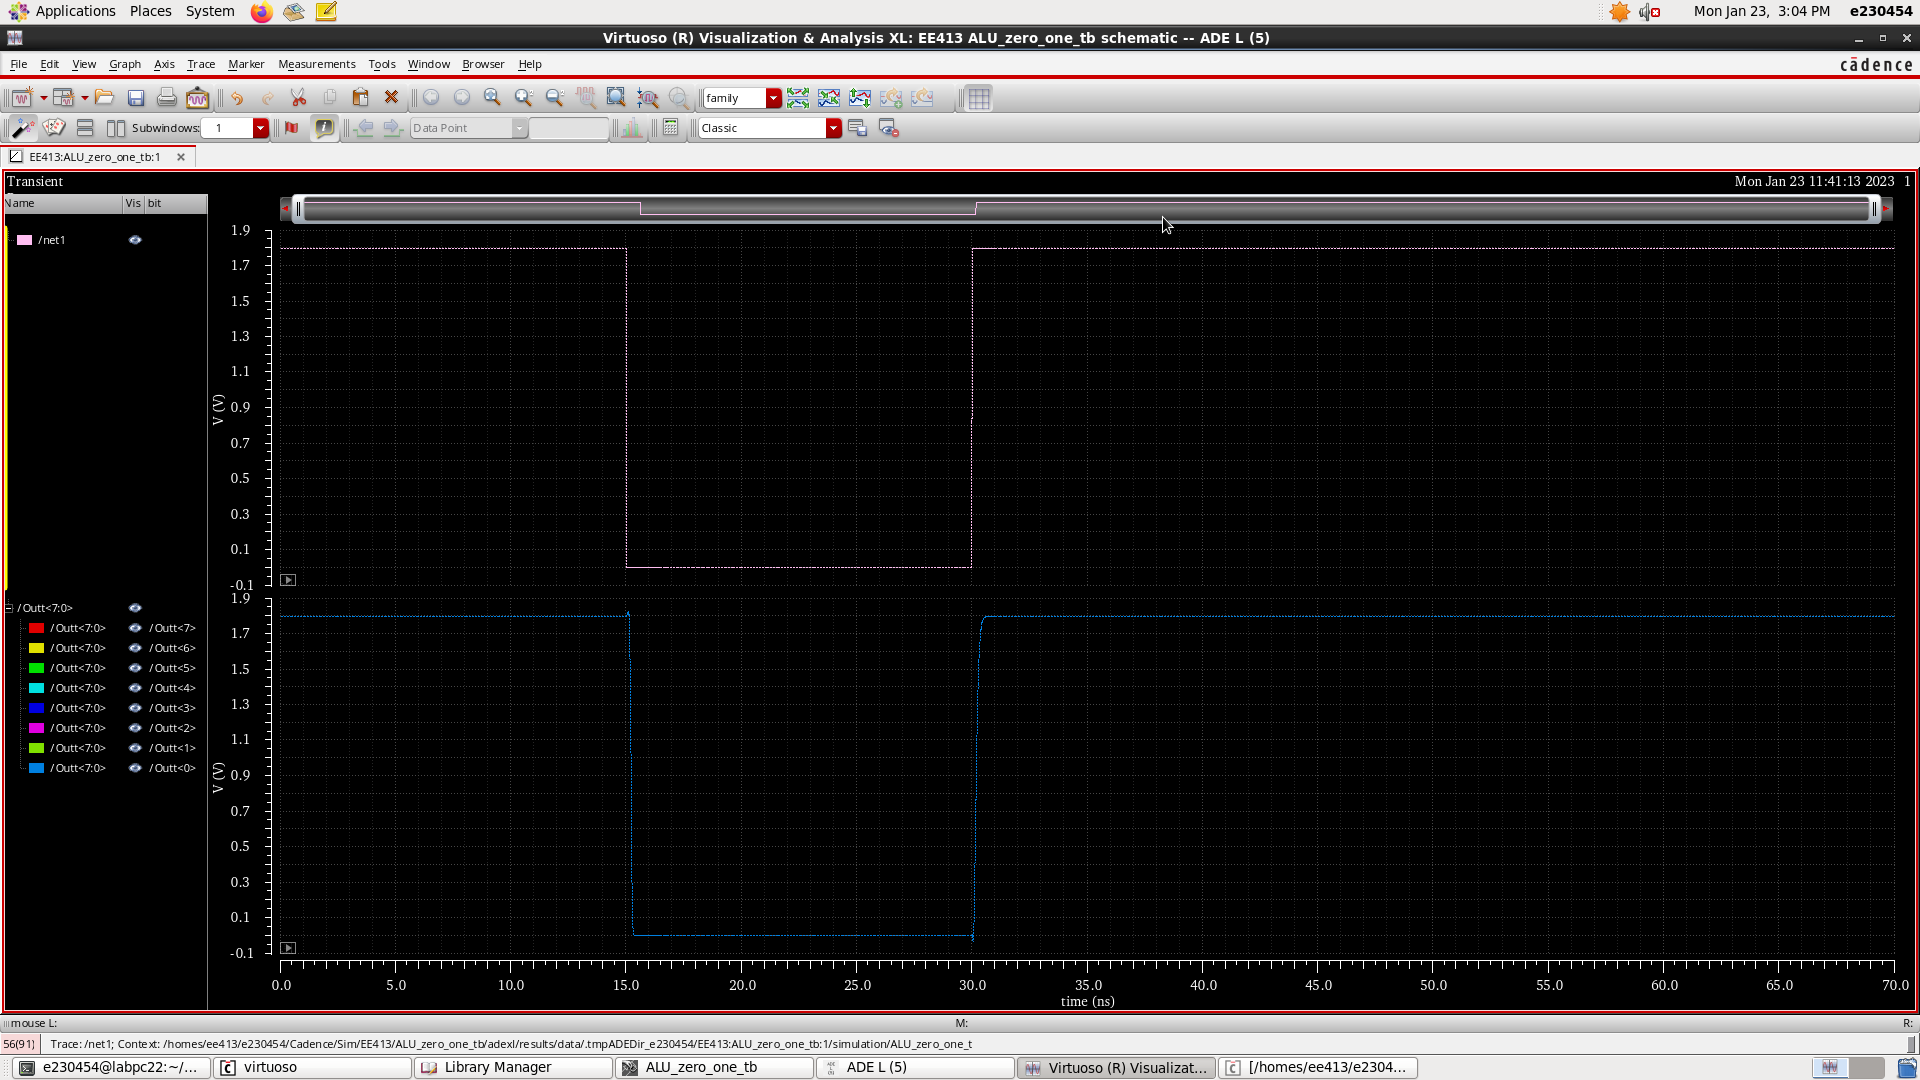 Applications Places System Mon Jan 23, 3:04 PM e230454
Virtuoso (R) Visualization & Analysis XL: EE413 ALU_zero_one_tb schematic -- ADE L (5)
File Edit View Graph Axis Trace Marker Measurements Tools Window Browser Help cādence
family
Subwindows: 1 Data Point Classic
EE413:ALU_zero_one_tb:1
Transient Mon Jan 23 11:41:13 2023 1
Name Vis bit
/net1
1.9
1.7
1.5
1.3
1.1
0.9
0.7
0.5
0.3
0.1
-0.1
V (V)
/Outt<7:0>
/Outt<7:0> /Outt<7>
/Outt<7:0> /Outt<6>
/Outt<7:0> /Outt<5>
/Outt<7:0> /Outt<4>
/Outt<7:0> /Outt<3>
/Outt<7:0> /Outt<2>
/Outt<7:0> /Outt<1>
/Outt<7:0> /Outt<0>
1.9
1.7
1.5
1.3
1.1
0.9
0.7
0.5
0.3
0.1
-0.1
V (V)
0.0 5.0 10.0 15.0 20.0 25.0 30.0 35.0 40.0 45.0 50.0 55.0 60.0 65.0 70.0
time (ns)
mouse L: M: R:
56(91) Trace: /net1; Context: /homes/ee413/e230454/Cadence/Sim/EE413/ALU_zero_one_tb/adexl/results/data/.tmpADEDir_e230454/EE413:ALU_zero_one_tb:1/simulation/ALU_zero_one_t
e230454@labpc22:~/... virtuoso Library Manager ALU_zero_one_tb ADE L (5) Virtuoso (R) Visualizat... [/homes/ee413/e2304...